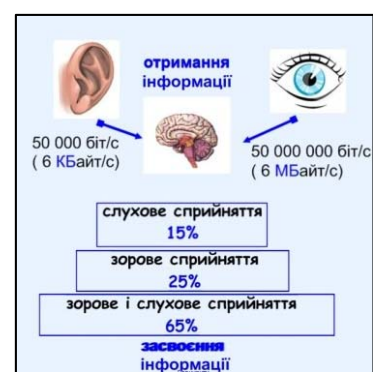 отримання
інформації
50 000 біт/с
( 6 КБайт/с)
50 000 000 біт/с
( 6 МБайт/с)
слухове сприйняття
15%
зорове сприйняття
25%
зорове і слухове сприйняття
65%
засвоєння
інформації